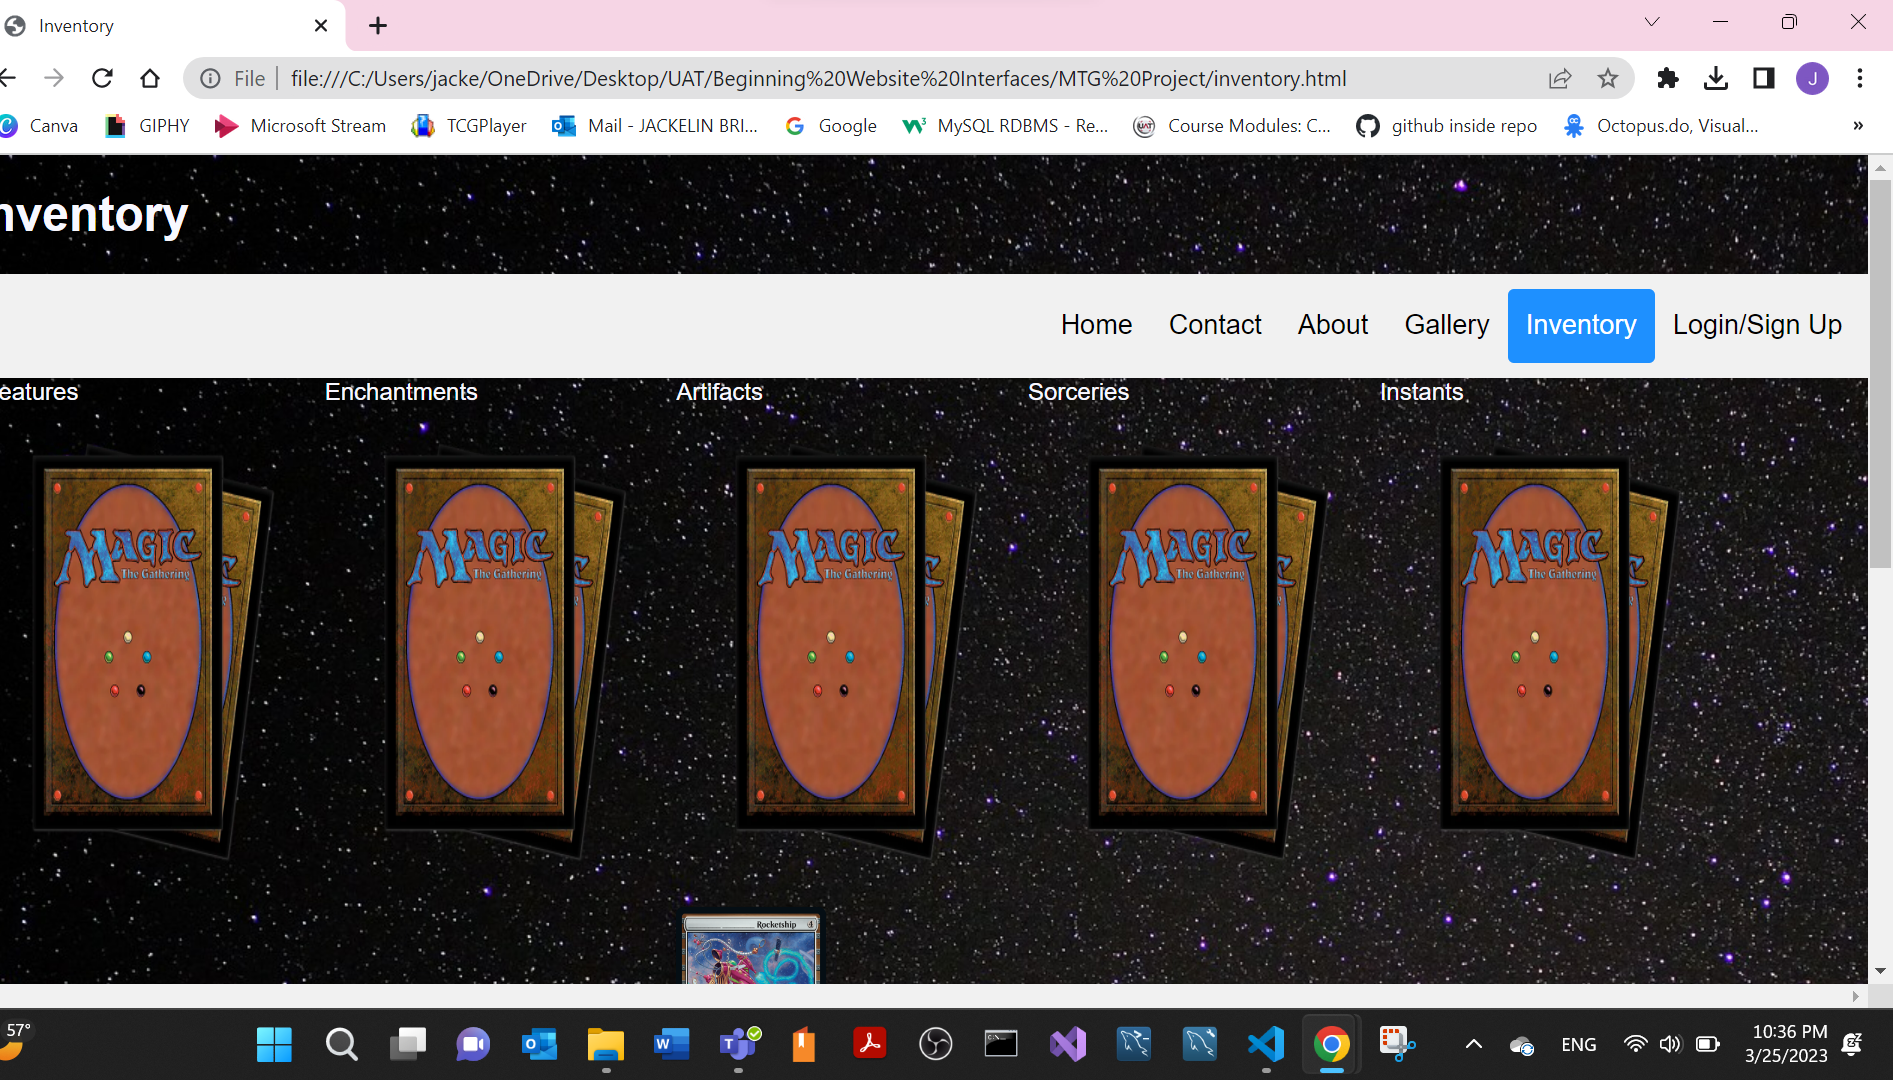 Inventory
File
file:///C:/Users/jacke/OneDrive/Desktop/UAT/Beginning%20Website%20Interfaces/MTG%20Project/inventory.html
J
Canva GIPHY Microsoft Stream TCGPlayer Mail - JACKELIN BRI... Google MySQL RDBMS - Re... Course Modules: C... github inside repo Octopus.do, Visual... »
nventory
Home Contact About Gallery Inventory Login/Sign Up
eatures Enchantments Artifacts Sorceries Instants
MAGIC MAGIC MAGIC MAGIC MAGIC
The Gathering The Gathering The Gathering The Gathering The Gathering
Rocketship 4
57°
ENG
10:36 PM
3/25/2023